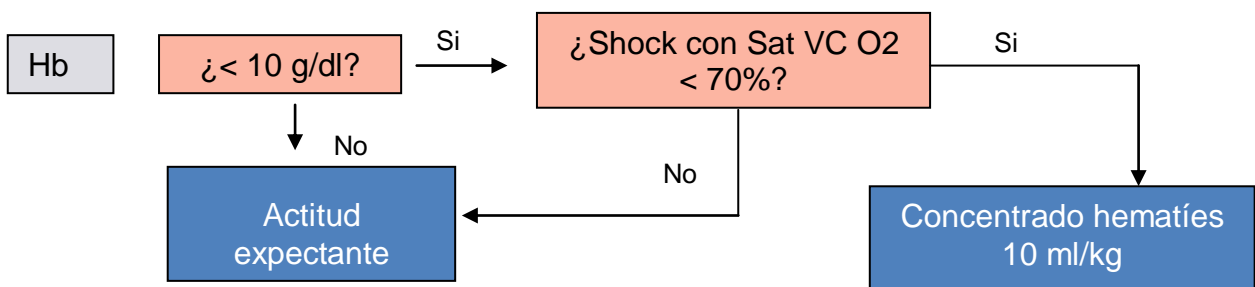 Hb
¿< 10 g/dl?
Si
¿Shock con Sat VC O2
< 70%?
Si
No
No
Actitud
expectante
Concentrado hematíes
10 ml/kg